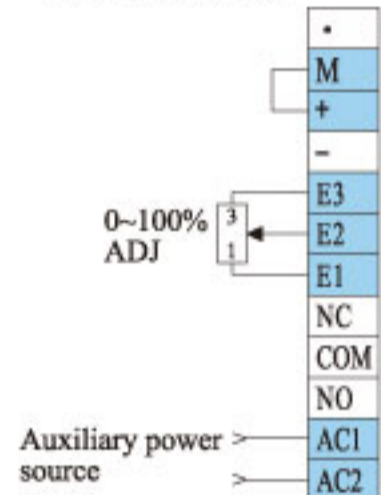 •
M
+
−
E3
0~100% 3 E2
ADJ 1
E1
NC
COM
NO
Auxiliary power AC1
source AC2